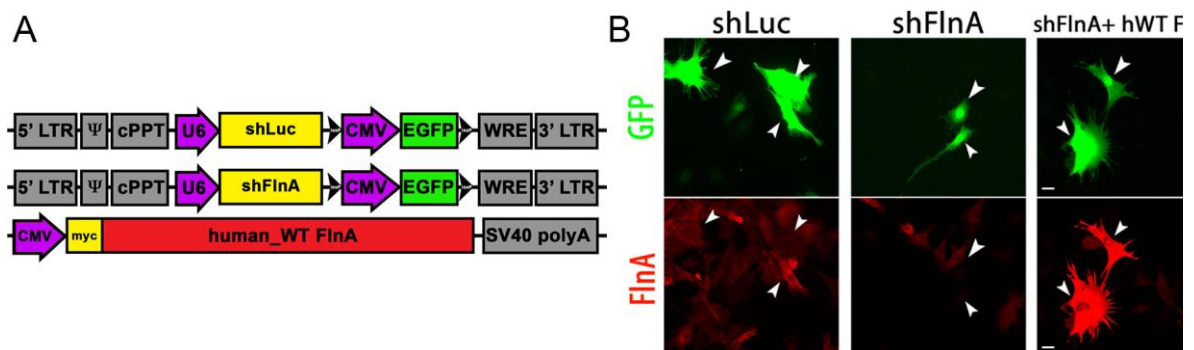 A
5' LTR Ψ cPPT U6 shLuc CMV EGFP WRE 3' LTR
5' LTR Ψ cPPT U6 shFlnA CMV EGFP WRE 3' LTR
CMV myc human_WT FlnA SV40 polyA
B
shLuc shFlnA shFlnA+ hWT F
GFP
FlnA